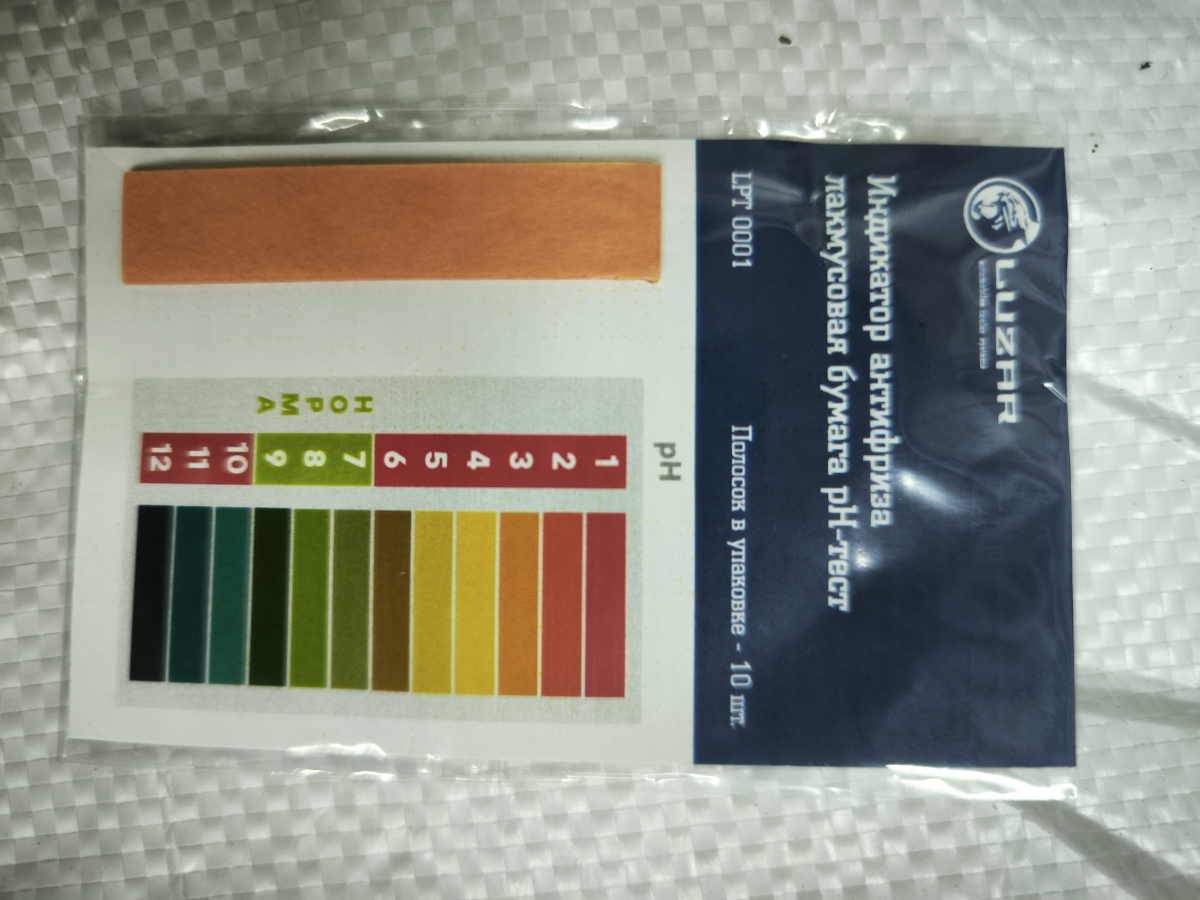 LUZAR
Индикатор антифриза
лакмусовая бумага pH-тест
LPT 0001
Полосок в упаковке - 10 шт.
pH
1 2 3 4 5 6 7 8 9 10 11 12
НОРМА